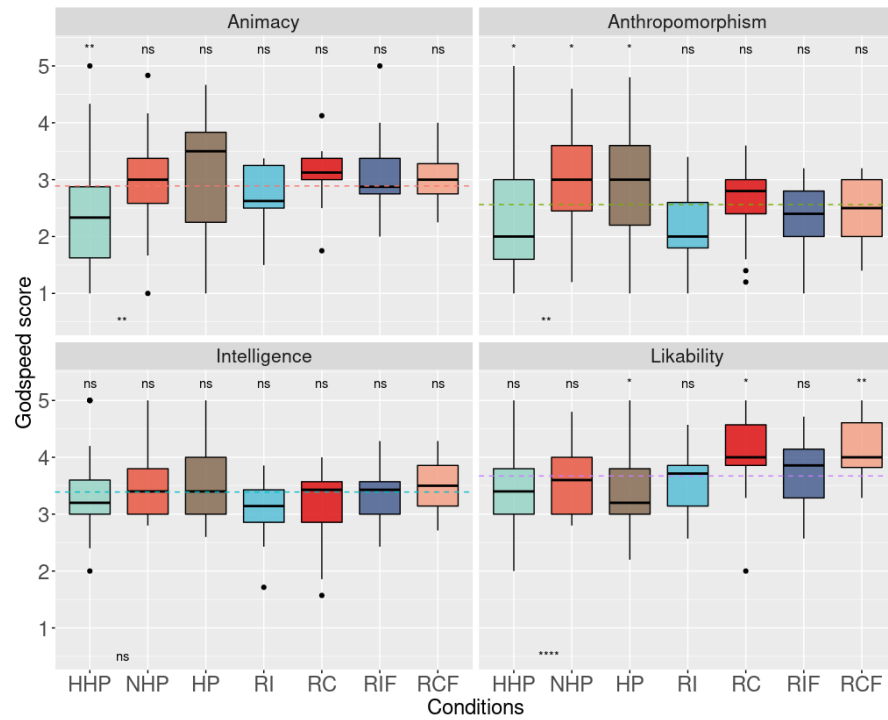 Animacy Anthropomorphism
** ns ns ns ns ns ns * * * ns ns ns ns
5
4
3
2
1
** **
Godspeed score
Intelligence Likability
ns ns ns ns ns ns ns ns ns * ns * ns **
5
4
3
2
1
ns ****
HHP NHP HP RI RC RIF RCF HHP NHP HP RI RC RIF RCF
Conditions